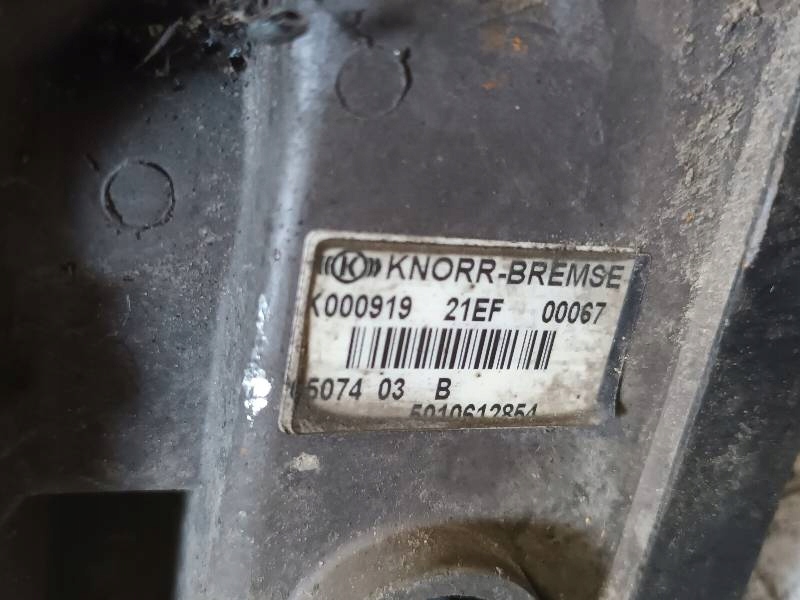 KNORR-BREMSE
K000919 21EF 00067
5074 03 B
5010612854